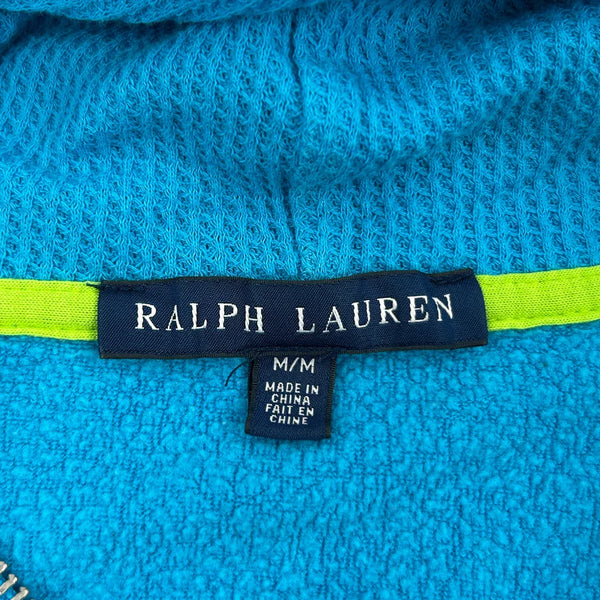 RALPH LAUREN
M/M
MADE IN
CHINA
FAIT EN
CHINE